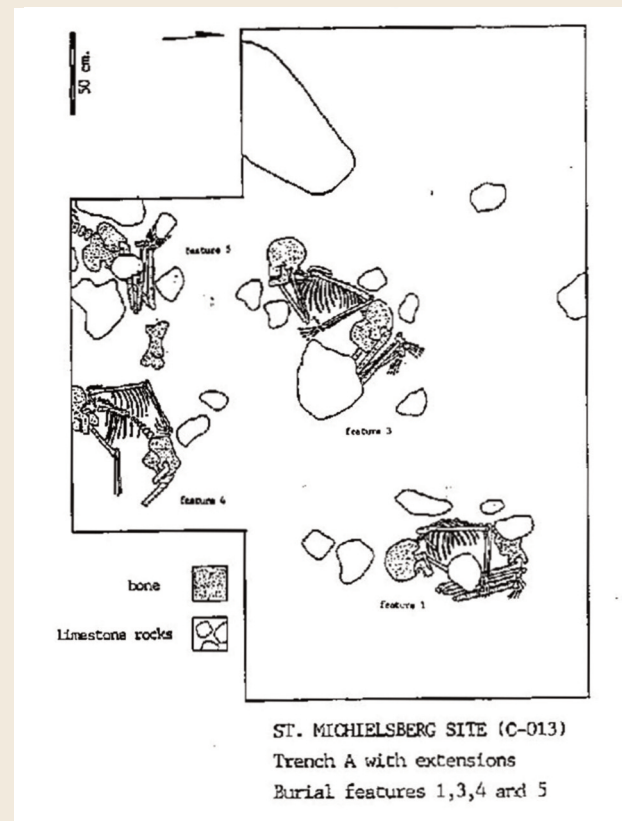 50 cm.
feature 5
feature 3
feature 4
feature 1
bone
limestone rocks
ST. MICHIELSBERG SITE (C-013)
Trench A with extensions
Burial features 1,3,4 and 5